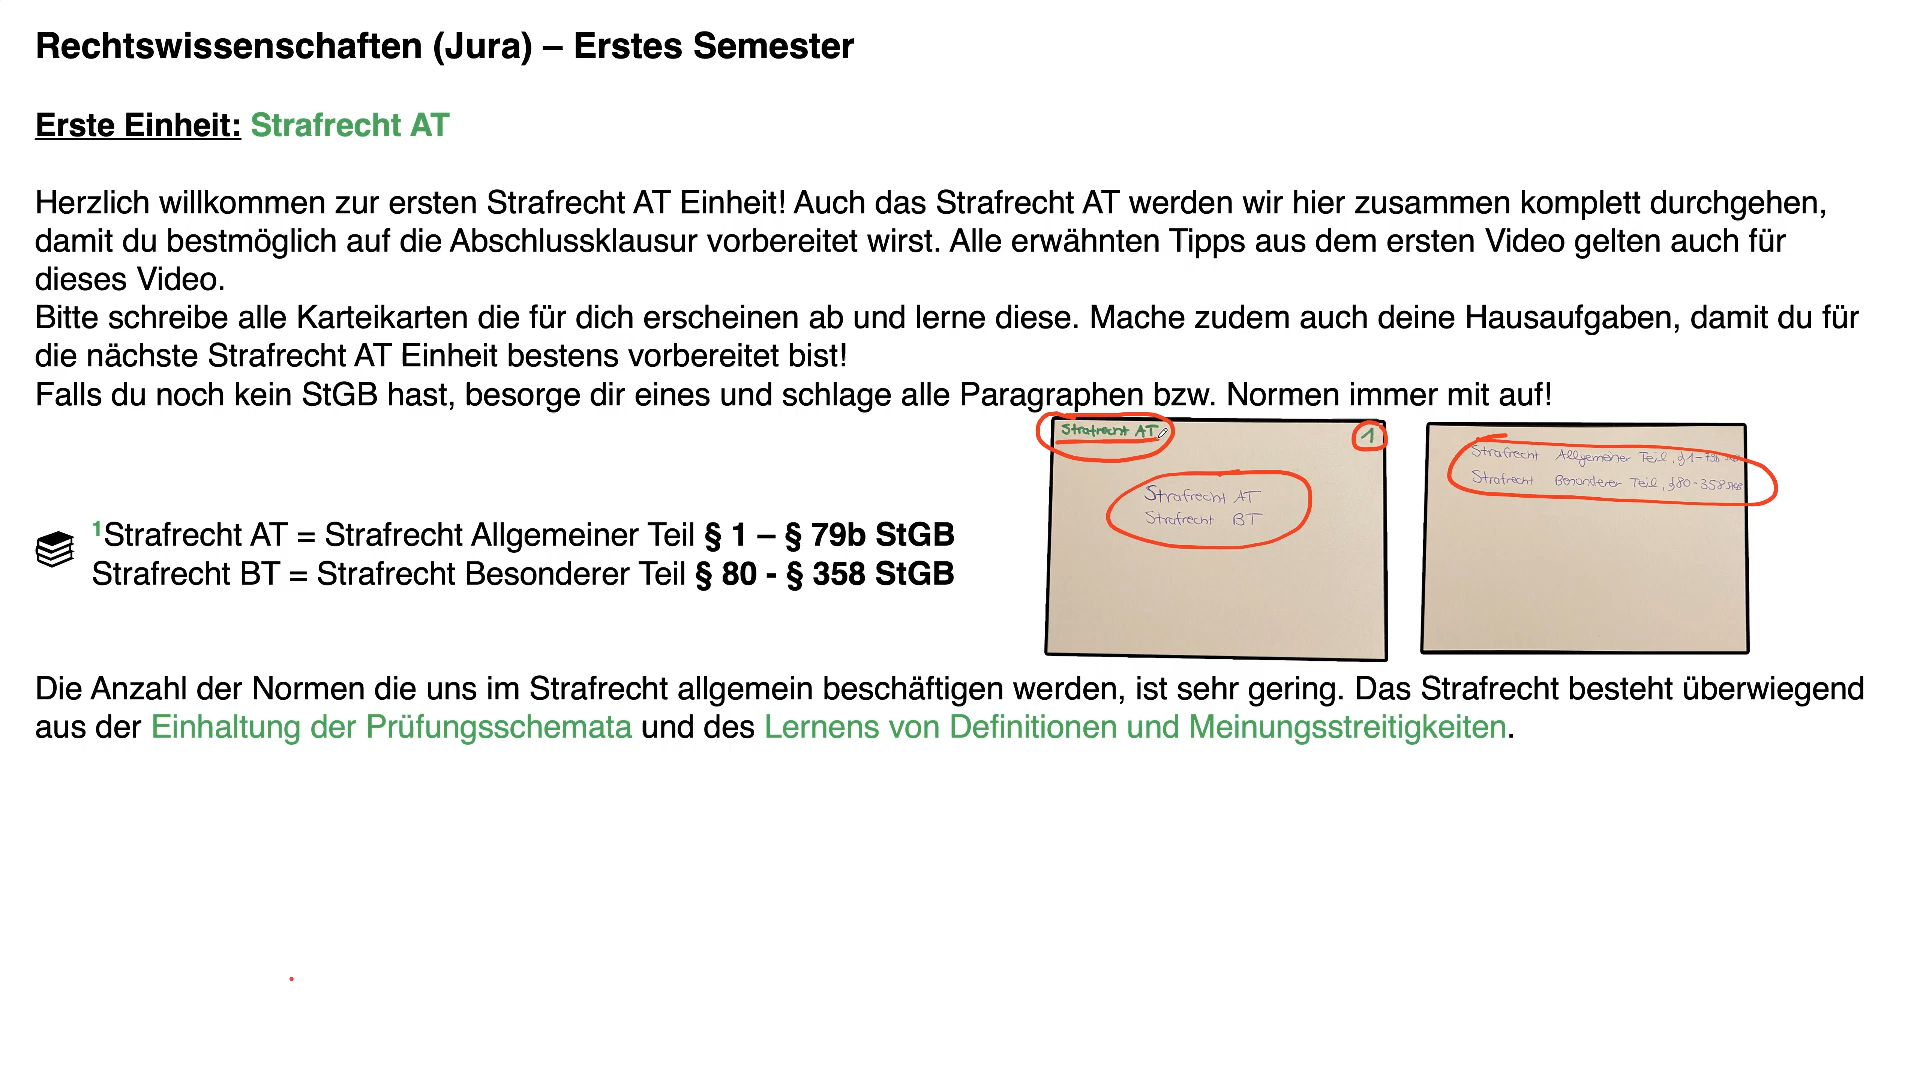 Rechtswissenschaften (Jura) – Erstes Semester
Erste Einheit: Strafrecht AT
Herzlich willkommen zur ersten Strafrecht AT Einheit! Auch das Strafrecht AT werden wir hier zusammen komplett durchgehen,
damit du bestmöglich auf die Abschlussklausur vorbereitet wirst. Alle erwähnten Tipps aus dem ersten Video gelten auch für
dieses Video.
Bitte schreibe alle Karteikarten die für dich erscheinen ab und lerne diese. Mache zudem auch deine Hausaufgaben, damit du für
die nächste Strafrecht AT Einheit bestens vorbereitet bist!
Falls du noch kein StGB hast, besorge dir eines und schlage alle Paragraphen bzw. Normen immer mit auf!
¹Strafrecht AT = Strafrecht Allgemeiner Teil § 1 – § 79b StGB
Strafrecht BT = Strafrecht Besonderer Teil § 80 - § 358 StGB
Strafrecht AT
1
Strafrecht AT
Strafrecht BT
Strafrecht Allgemeiner Teil, § 1-79b
Strafrecht Besonderer Teil, § 80-358 StGB
Die Anzahl der Normen die uns im Strafrecht allgemein beschäftigen werden, ist sehr gering. Das Strafrecht besteht überwiegend
aus der Einhaltung der Prüfungsschemata und des Lernens von Definitionen und Meinungsstreitigkeiten.